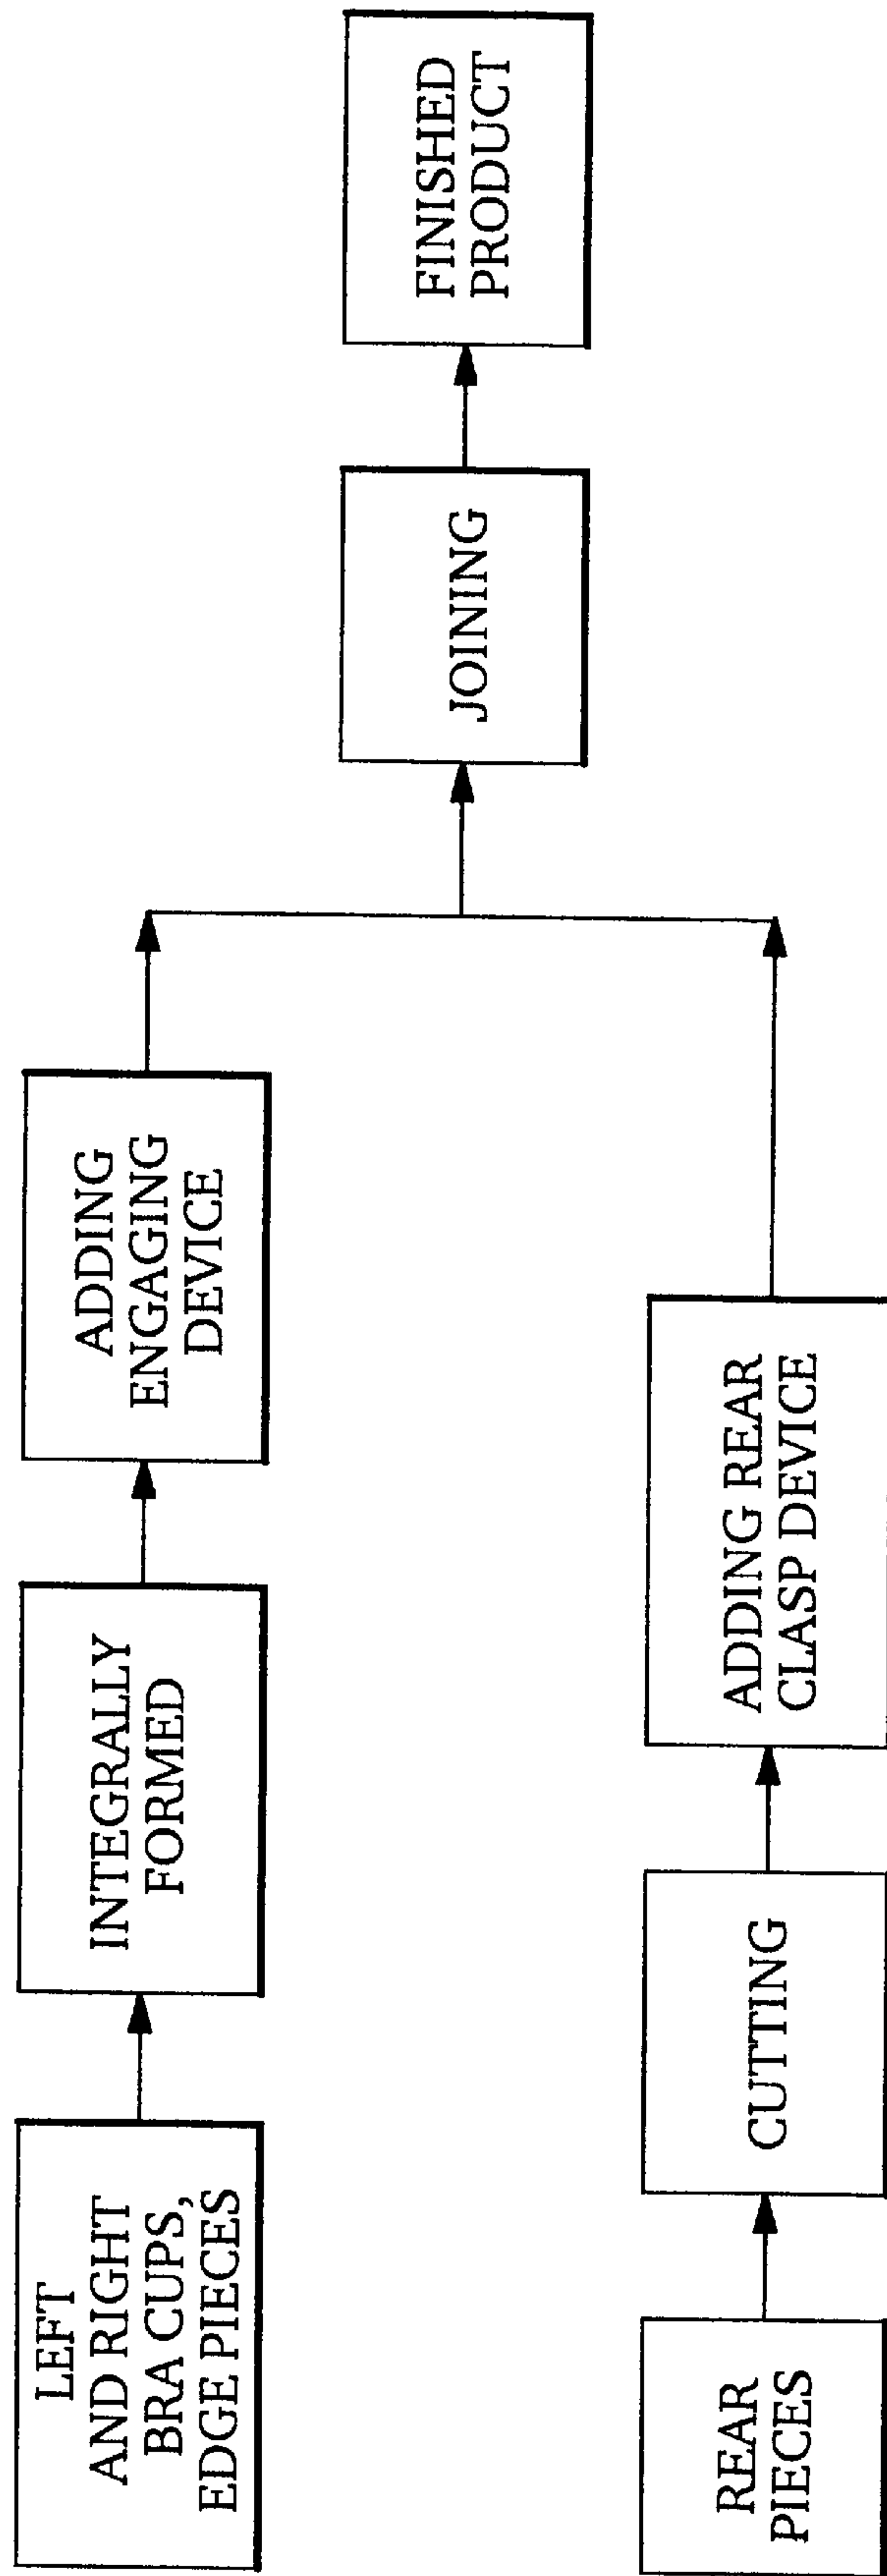 LEFT
AND RIGHT
BRA CUPS,
EDGE PIECES
INTEGRALLY
FORMED
ADDING
ENGAGING
DEVICE
REAR
PIECES
CUTTING
ADDING REAR
CLASP DEVICE
JOINING
FINISHED
PRODUCT